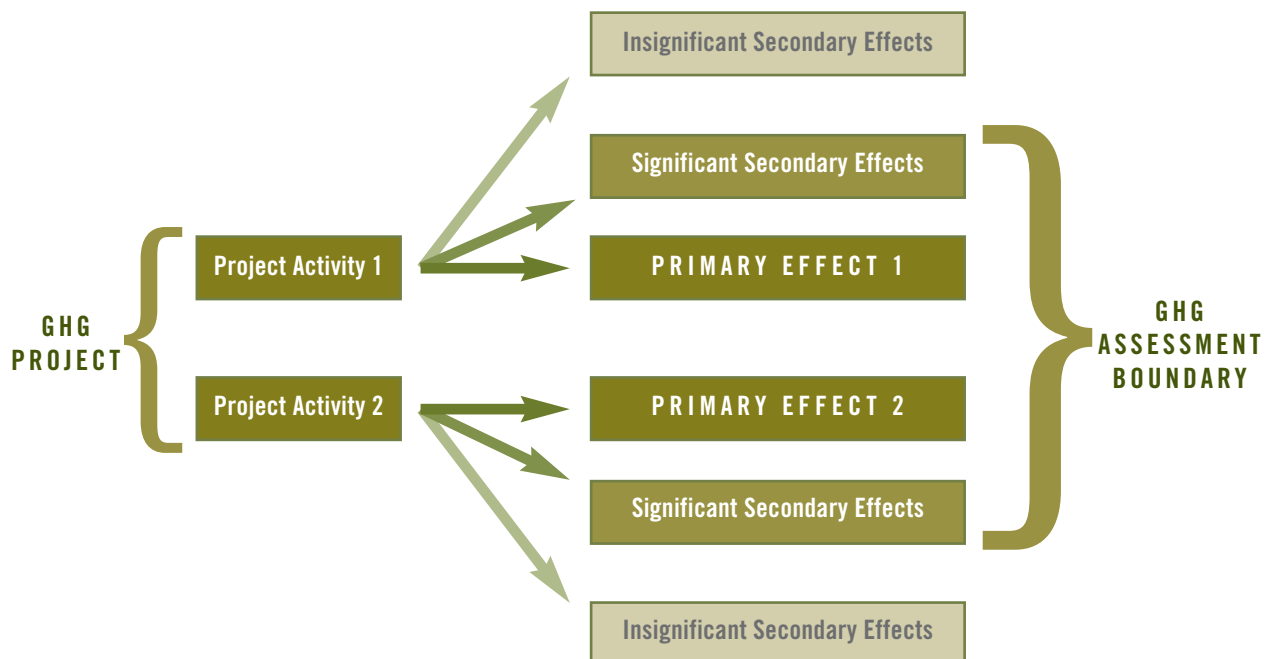 Insignificant Secondary Effects
Significant Secondary Effects
Project Activity 1
PRIMARY EFFECT 1
GHG
PROJECT
GHG
ASSESSMENT
BOUNDARY
Project Activity 2
PRIMARY EFFECT 2
Significant Secondary Effects
Insignificant Secondary Effects